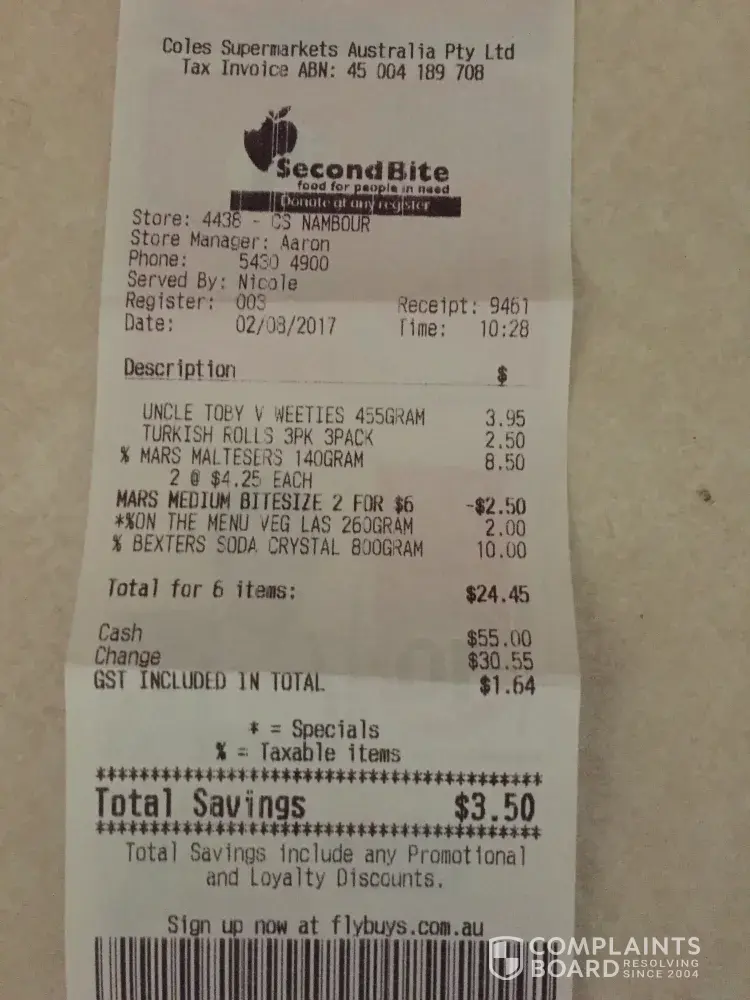 Coles Supermarkets Australia Pty Ltd
Tax Invoice ABN: 45 004 189 708
SecondBite
food for people in need
Donate at any register
Store: 4436 - CS NAMBOUR
Store Manager: Aaron
Phone: 5430 4900
Served By: Nicole
Register: 003 Receipt: 9461
Date: 02/08/2017 Time: 10:28
Description $
UNCLE TOBY V WEETIES 455GRAM 3.95
TURKISH ROLLS 3PK 3PACK 2.50
% MARS MALTESERS 140GRAM 8.50
2 @ $4.25 EACH
MARS MEDIUM BITESIZE 2 FOR $6 -$2.50
*%ON THE MENU VEG LAS 260GRAM 2.00
% BEXTERS SODA CRYSTAL 800GRAM 10.00
Total for 6 items: $24.45
Cash $55.00
Change $30.55
GST INCLUDED IN TOTAL $1.64
* = Specials
% = Taxable items
Total Savings $3.50
Total Savings include any Promotional
and Loyalty Discounts.
Sign up now at flybuys.com.au
COMPLAINTS
BOARD RESOLVING
SINCE 2004